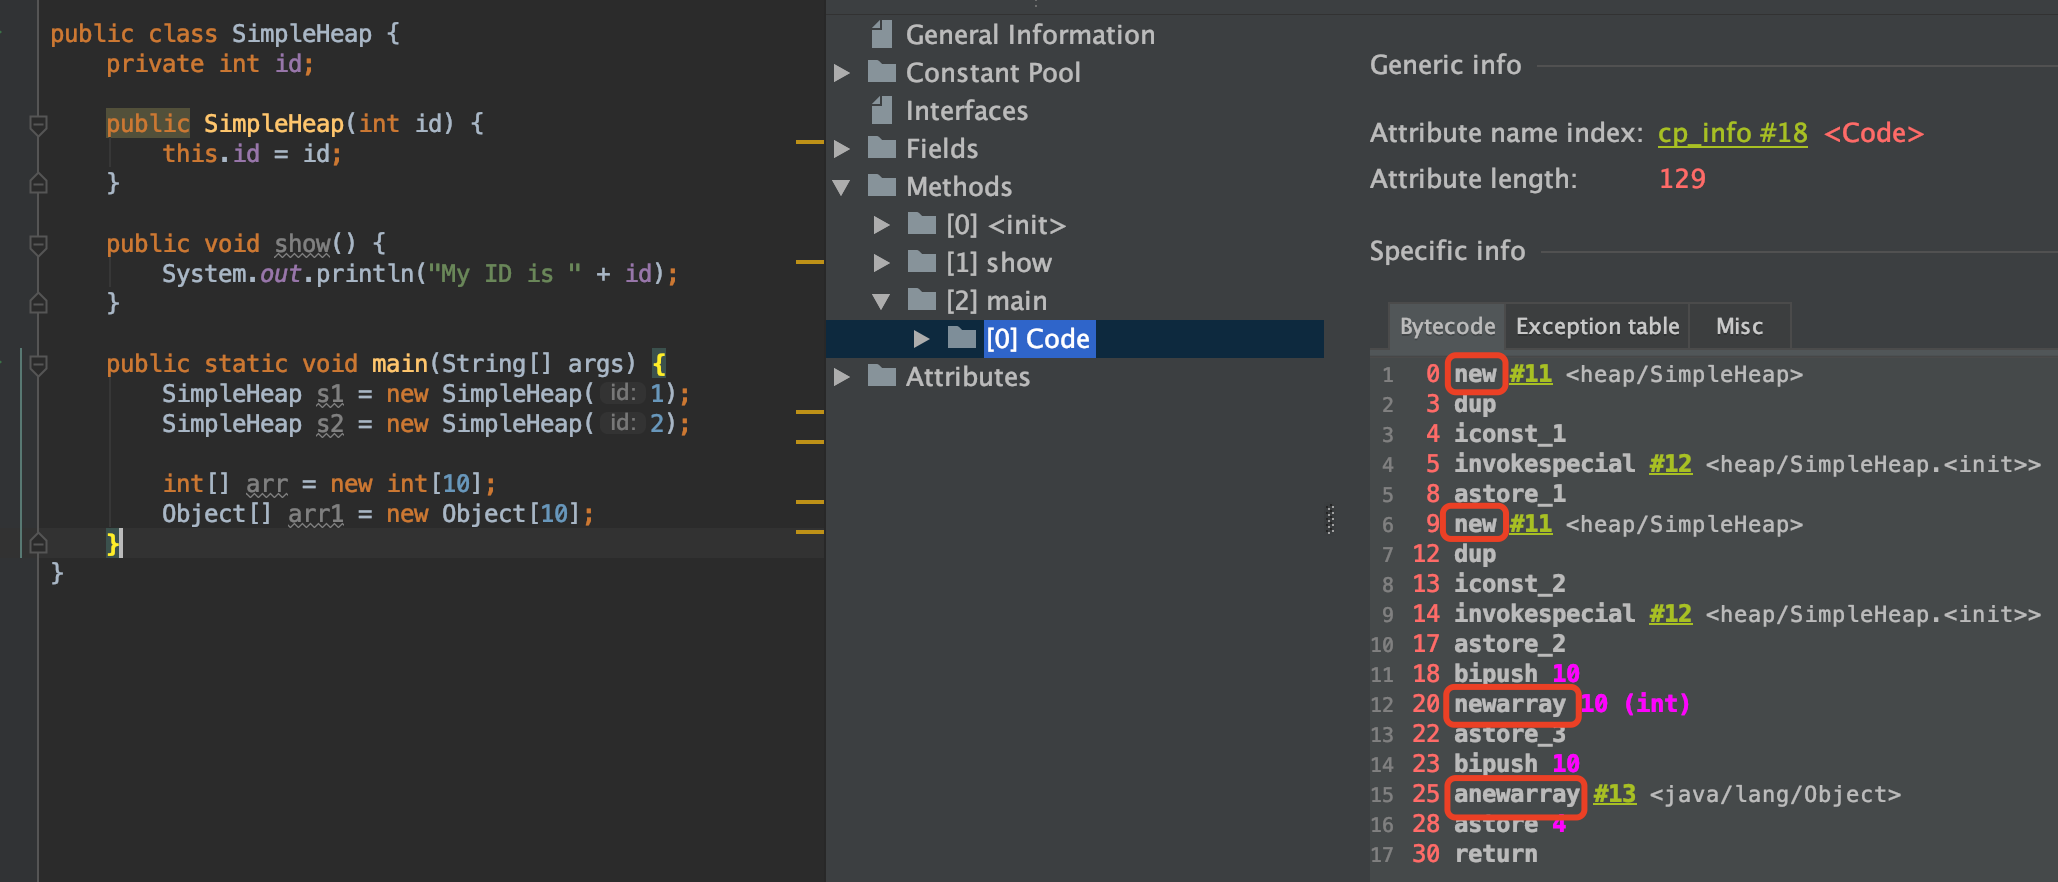 public class SimpleHeap {
    private int id;
    public SimpleHeap(int id) {
        this.id = id;
    }
    public void show() {
        System.out.println("My ID is " + id);
    }
    public static void main(String[] args) {
        SimpleHeap s1 = new SimpleHeap( id: 1);
        SimpleHeap s2 = new SimpleHeap( id: 2);
        int[] arr = new int[10];
        Object[] arr1 = new Object[10];
    }
}
General Information
Constant Pool
Interfaces
Fields
Methods
[0] <init>
[1] show
[2] main
[0] Code
Attributes
Generic info
Attribute name index: cp_info #18 <Code>
Attribute length: 129
Specific info
Bytecode Exception table Misc
1 0 new #11 <heap/SimpleHeap>
2 3 dup
3 4 iconst_1
4 5 invokespecial #12 <heap/SimpleHeap.<init>>
5 8 astore_1
6 9 new #11 <heap/SimpleHeap>
7 12 dup
8 13 iconst_2
9 14 invokespecial #12 <heap/SimpleHeap.<init>>
10 17 astore_2
11 18 bipush 10
12 20 newarray 10 (int)
13 22 astore_3
14 23 bipush 10
15 25 anewarray #13 <java/lang/Object>
16 28 astore 4
17 30 return